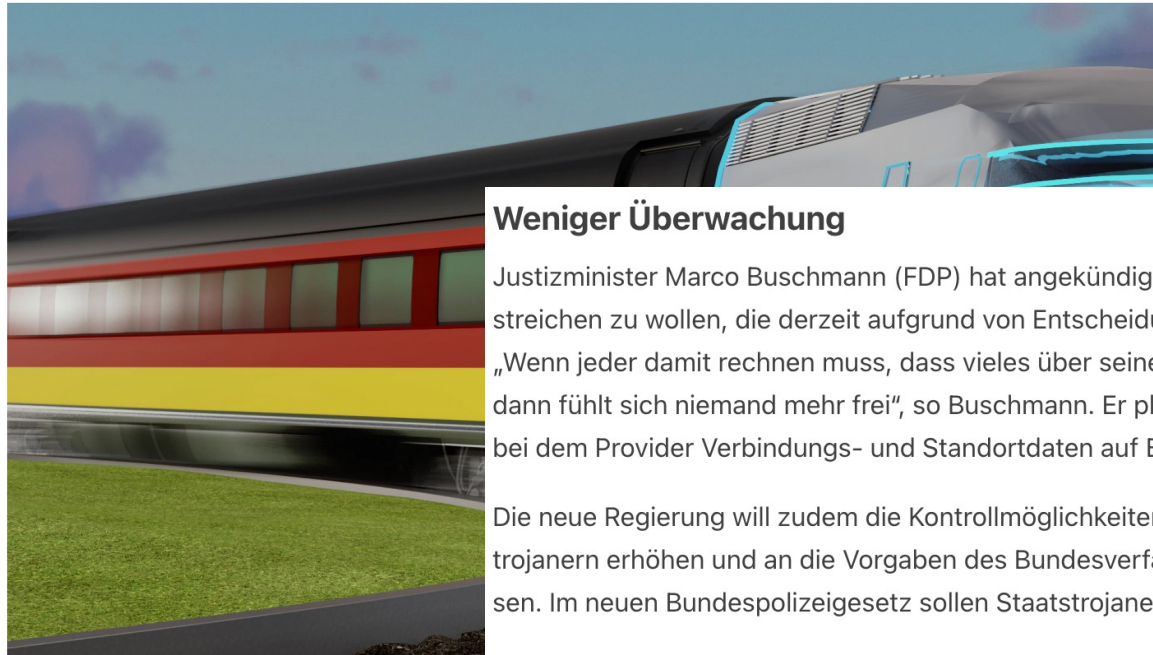 Weniger Überwachung
Justizminister Marco Buschmann (FDP) hat angekündig
streichen zu wollen, die derzeit aufgrund von Entscheid
„Wenn jeder damit rechnen muss, dass vieles über seine
dann fühlt sich niemand mehr frei“, so Buschmann. Er pl
bei dem Provider Verbindungs- und Standortdaten auf E
Die neue Regierung will zudem die Kontrollmöglichkeite
trojanern erhöhen und an die Vorgaben des Bundesverfa
sen. Im neuen Bundespolizeigesetz sollen Staatstrojane